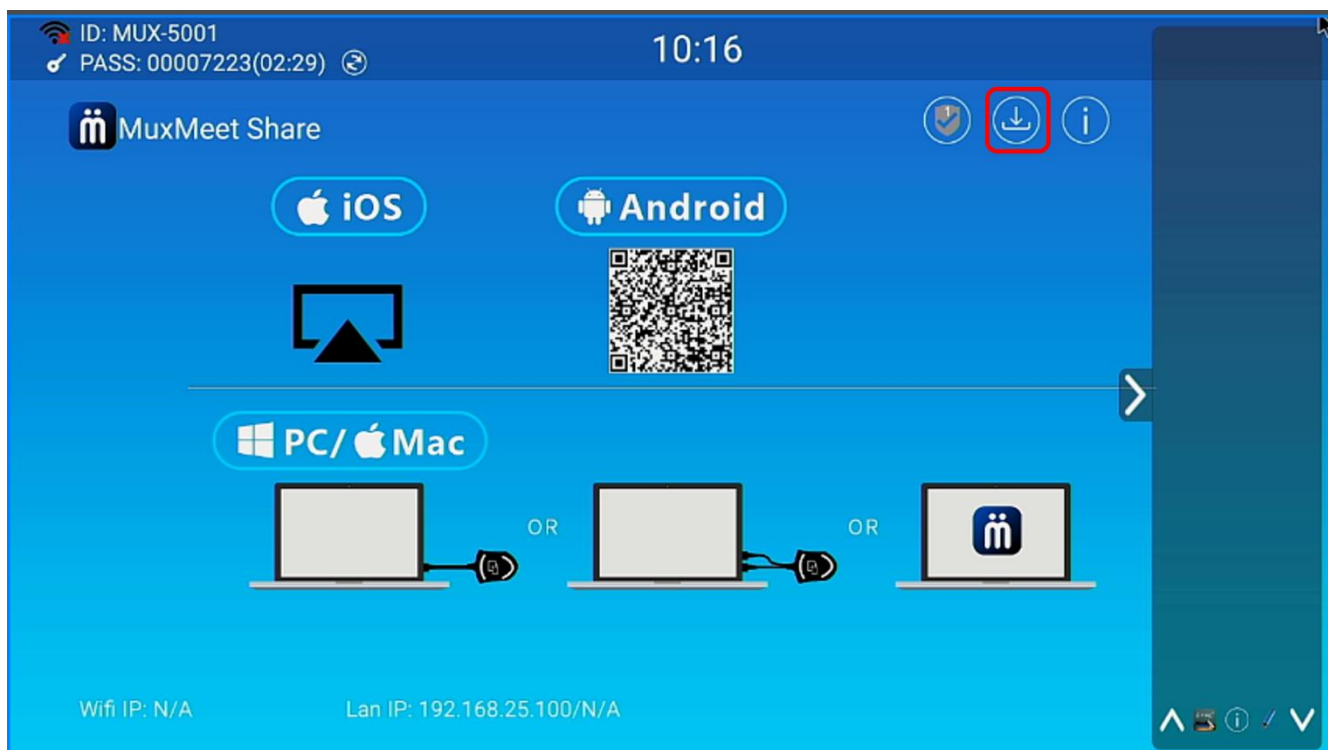 ID: MUX-5001
PASS: 00007223(02:29)
10:16
MuxMeet Share
1
i
iOS
Android
PC/ Mac
OR
OR
Wifi IP: N/A
Lan IP: 192.168.25.100/N/A